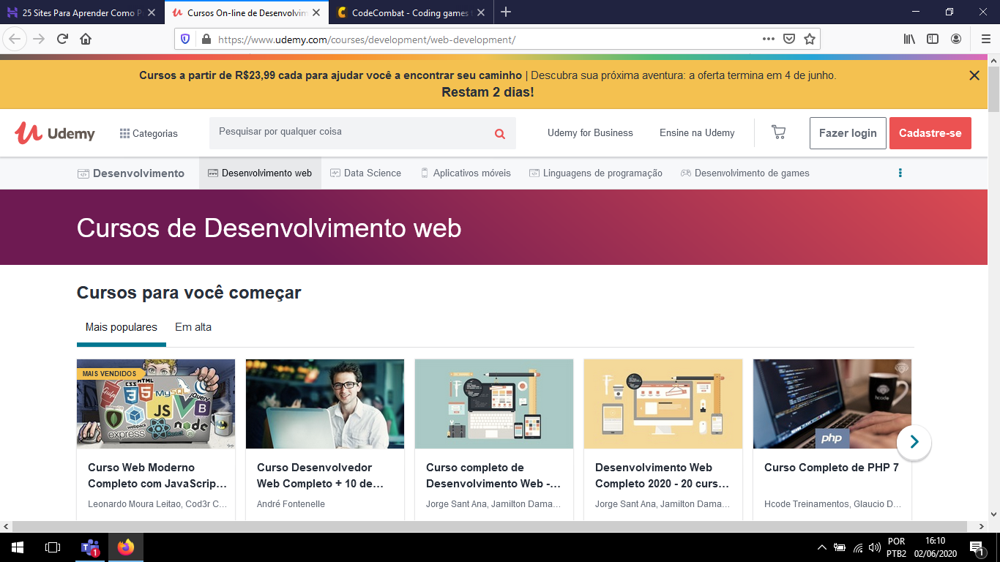 25 Sites Para Aprender Como P
Cursos On-line de Desenvolvim
CodeCombat - Coding games
https://www.udemy.com/courses/development/web-development/
Cursos a partir de R$23,99 cada para ajudar você a encontrar seu caminho | Descubra sua próxima aventura: a oferta termina em 4 de junho.
Restam 2 dias!
Udemy
Categorias
Pesquisar por qualquer coisa
Udemy for Business
Ensine na Udemy
Fazer login
Cadastre-se
Desenvolvimento
Desenvolvimento web
Data Science
Aplicativos móveis
Linguagens de programação
Desenvolvimento de games
Cursos de Desenvolvimento web
Cursos para você começar
Mais populares
Em alta
MAIS VENDIDOS
HTML
CSS
MySQL
jQuery
Gulp
JS
B
webpack
express
React
node
hcode
php
Curso Web Moderno
Completo com JavaScrip...
Leonardo Moura Leitao, Cod3r C...
Curso Desenvolvedor
Web Completo + 10 de...
André Fontenelle
Curso completo de
Desenvolvimento Web -...
Jorge Sant Ana, Jamilton Dama...
Desenvolvimento Web
Completo 2020 - 20 curs...
Jorge Sant Ana, Jamilton Dama...
Curso Completo de PHP 7
Hcode Treinamentos, Glaucio D...
1
POR
PTB2
16:10
02/06/2020
1